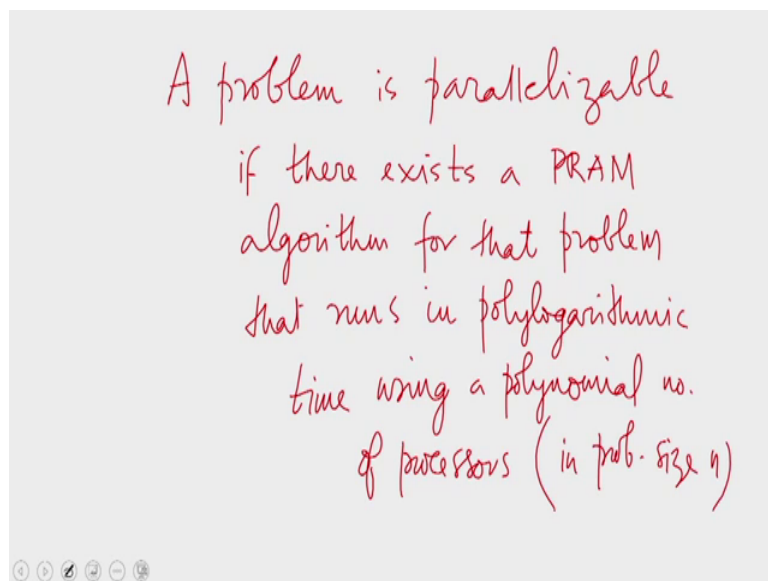 A problem is parallelizable
if there exists a PRAM
algorithm for that problem
that runs in polylogarithmic
time using a polynomial no.
of processors (in prob. size n)